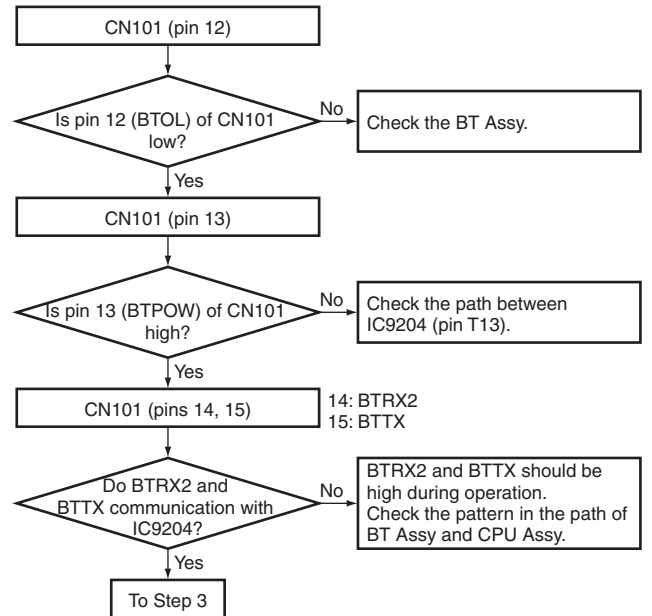 CN101 (pin 12)
Is pin 12 (BTOL) of CN101
low?
No
Check the BT Assy.
Yes
CN101 (pin 13)
Is pin 13 (BTPOW) of CN101
high?
No
Check the path between
IC9204 (pin T13).
Yes
CN101 (pins 14, 15)
14: BTRX2
15: BTTX
Do BTRX2 and
BTTX communication with
IC9204?
No
BTRX2 and BTTX should be
high during operation.
Check the pattern in the path of
BT Assy and CPU Assy.
Yes
To Step 3